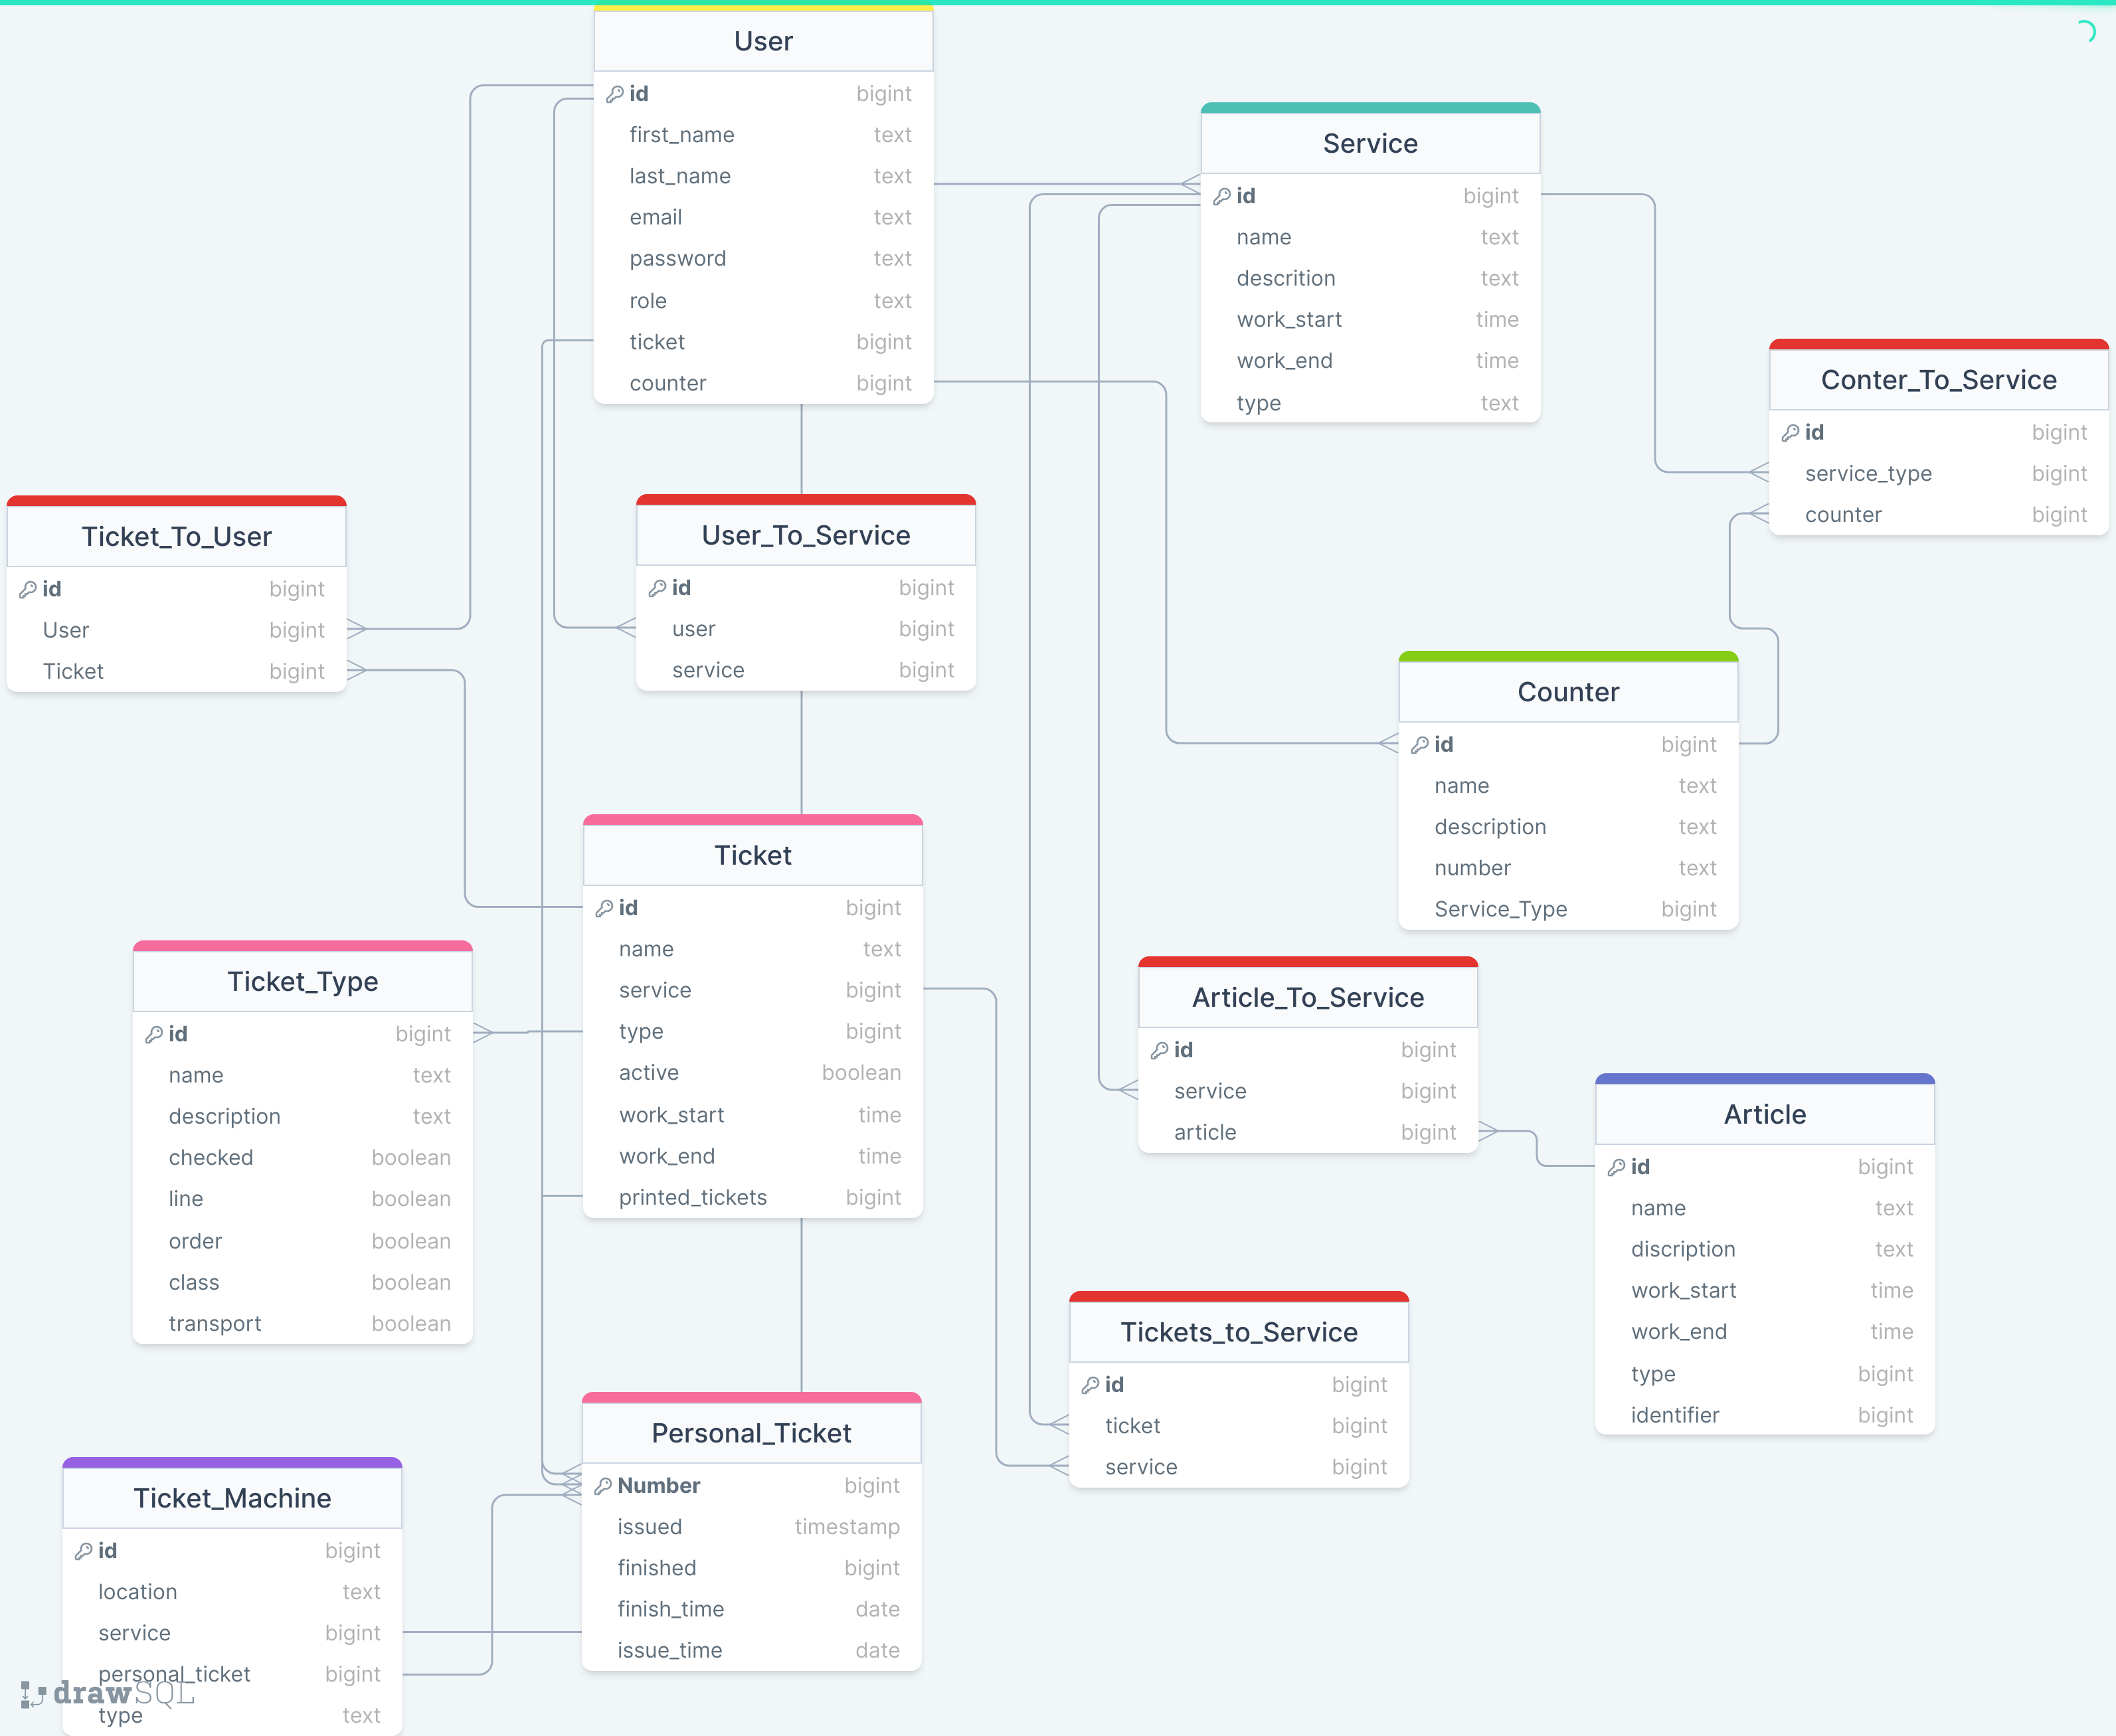 User
id bigint
first_name text
last_name text
email text
password text
role text
ticket bigint
counter bigint
Service
id bigint
name text
descrition text
work_start time
work_end time
type text
Conter_To_Service
id bigint
service_type bigint
counter bigint
Ticket_To_User
id bigint
User bigint
Ticket bigint
User_To_Service
id bigint
user bigint
service bigint
Counter
id bigint
name text
description text
number text
Service_Type bigint
Ticket
id bigint
name text
service bigint
type bigint
active boolean
work_start time
work_end time
printed_tickets bigint
Ticket_Type
id bigint
name text
description text
checked boolean
line boolean
order boolean
class boolean
transport boolean
Article_To_Service
id bigint
service bigint
article bigint
Article
id bigint
name text
discription text
work_start time
work_end time
type bigint
identifier bigint
Tickets_to_Service
id bigint
ticket bigint
service bigint
Personal_Ticket
Number bigint
issued timestamp
finished bigint
finish_time date
issue_time date
Ticket_Machine
id bigint
location text
service bigint
personal_ticket bigint
type text
drawSQL